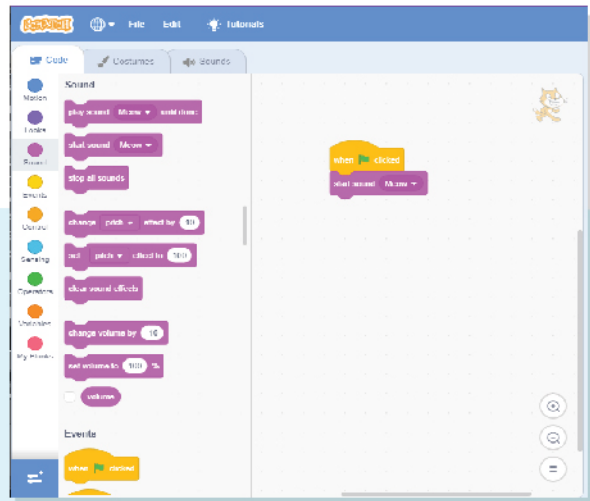 SCRATCH File Edit Tutorials
Code Costumes Sounds
Motion
Looks
Sound
Events
Control
Sensing
Operators
Variables
My Blocks
Sound
play sound Meow until done
start sound Meow
stop all sounds
change pitch effect by 10
set pitch effect to 100
clear sound effects
change volume by -10
set volume to 100 %
volume
Events
when clicked
when clicked
start sound Meow